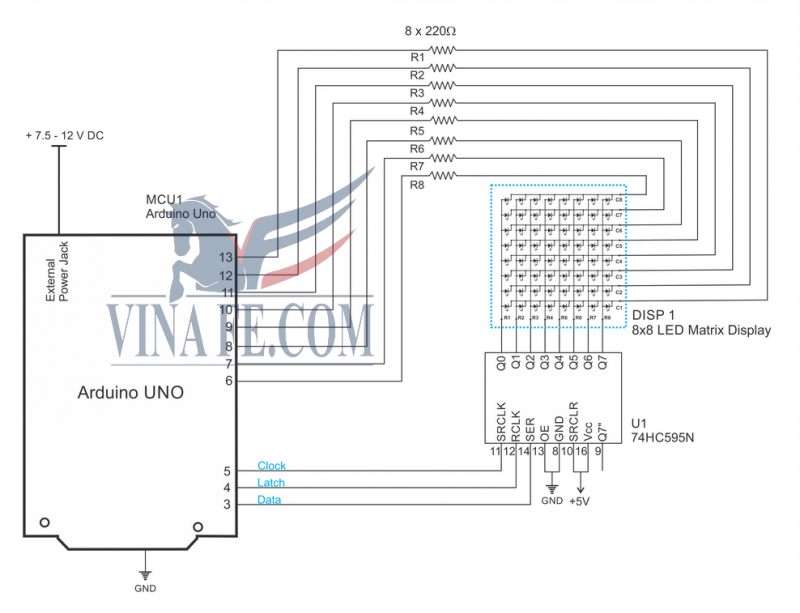 8 x 220Ω
R1
R2
R3
R4
R5
R6
R7
R8
+ 7.5 - 12 V DC
MCU1
Arduino Uno
External
Power Jack
13
12
11
10
9
8
7
6
VINATE.COM
Arduino UNO
C8
C7
C6
C5
C4
C3
C2
C1
R1 R2 R3 R4 R5 R6 R7 R8
DISP 1
8x8 LED Matrix Display
Q0 Q1 Q2 Q3 Q4 Q5 Q6 Q7
U1
74HC595N
SRCLK RCLK SER OE GND SRCLR Vcc Q7"
11 12 14 13 8 10 16 9
5 Clock
4 Latch
3 Data
GND +5V
GND